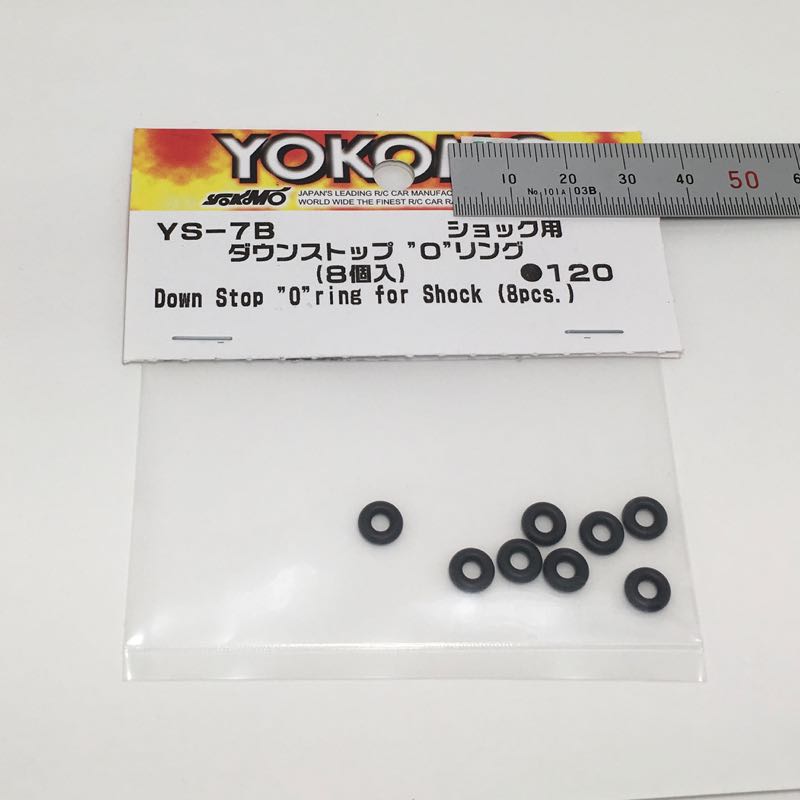 YOKOMO
YOKOMO JAPAN'S LEADING R/C CAR
WORLD WIDE THE FINEST R/C CAR
YS-7B ショック用
ダウンストップ "O"リング
(8個入) ●120
Down Stop "O"ring for Shock (8pcs.)
10 20 30 40 50
No.101A 03B